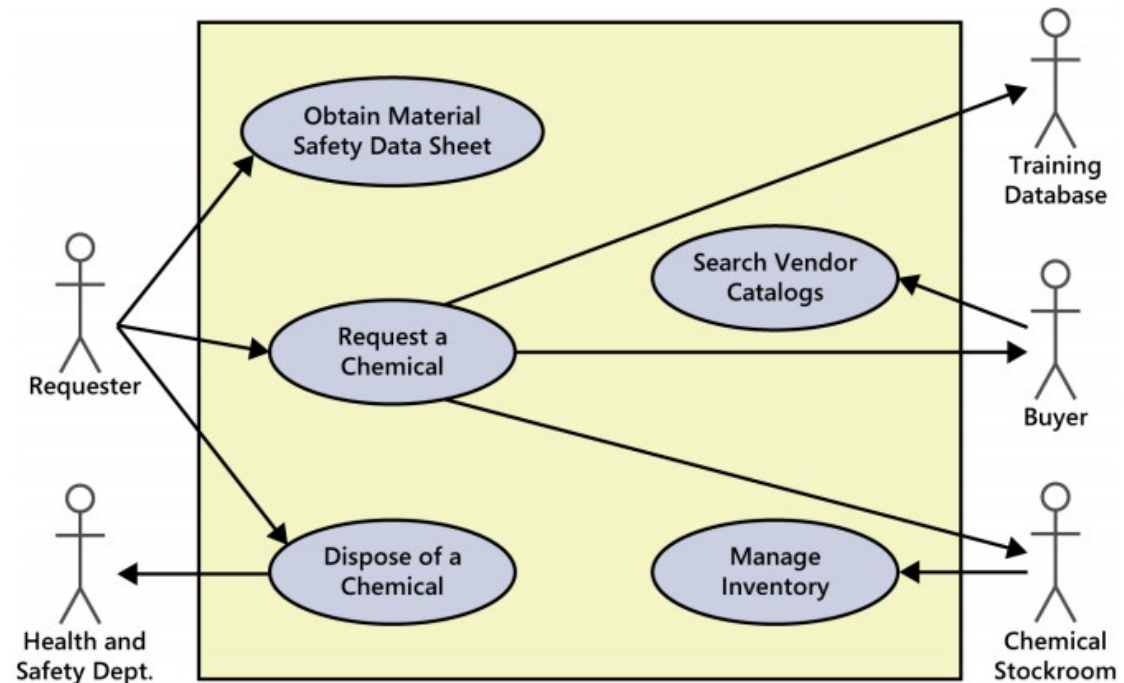 Obtain Material
Safety Data Sheet
Training
Database
Search Vendor
Catalogs
Request a
Chemical
Requester
Buyer
Dispose of a
Chemical
Manage
Inventory
Health and
Safety Dept.
Chemical
Stockroom